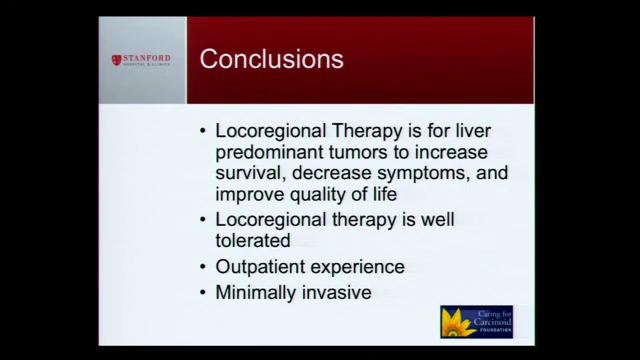 STANFORD
HOSPITAL & CLINICS
Conclusions
• Locoregional Therapy is for liver
predominant tumors to increase
survival, decrease symptoms, and
improve quality of life
• Locoregional therapy is well
tolerated
• Outpatient experience
• Minimally invasive
Caring for
Carcinoid
FOUNDATION